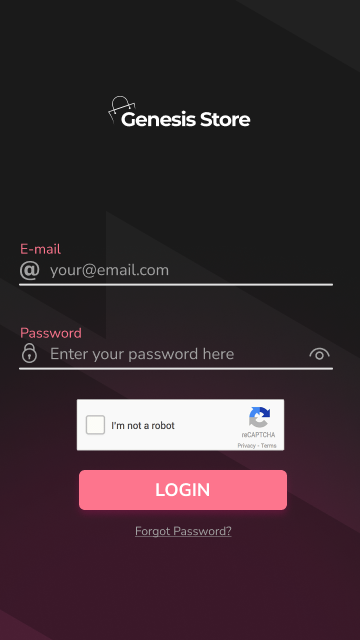 Genesis Store
E-mail
@ your@email.com
Password
Enter your password here
I'm not a robot
reCAPTCHA
Privacy - Terms
LOGIN
Forgot Password?